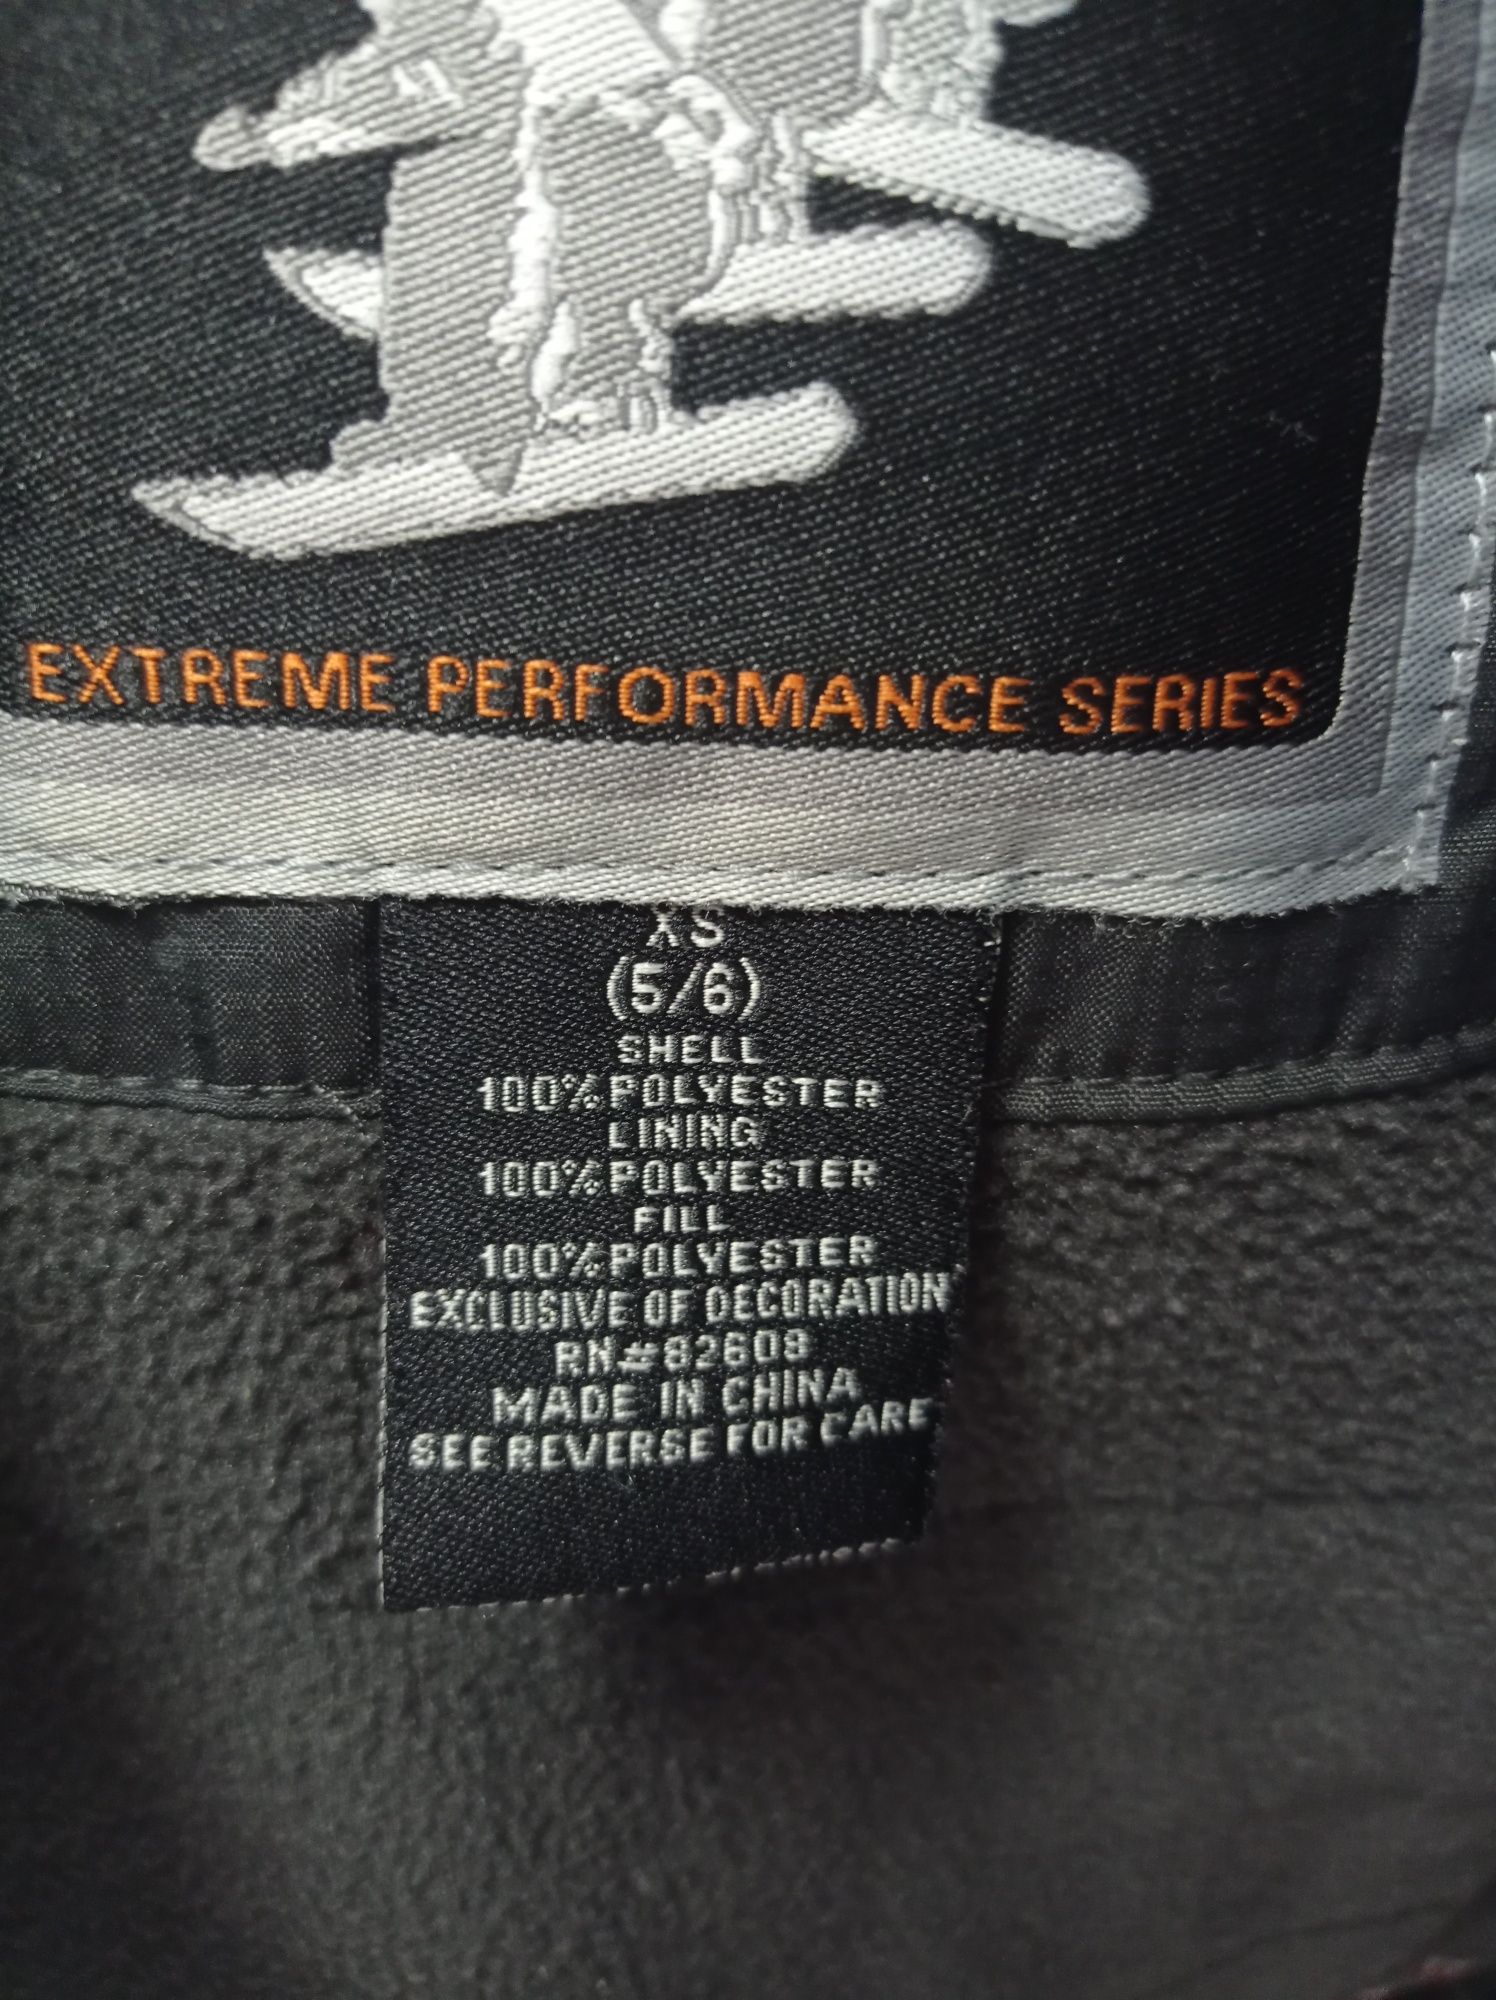 EXTREME PERFORMANCE SERIES
XS
(5/6)
SHELL
100% POLYESTER
LINING
100% POLYESTER
FILL
100% POLYESTER
EXCLUSIVE OF DECORATION
RN#82609
MADE IN CHINA
SEE REVERSE FOR CARE